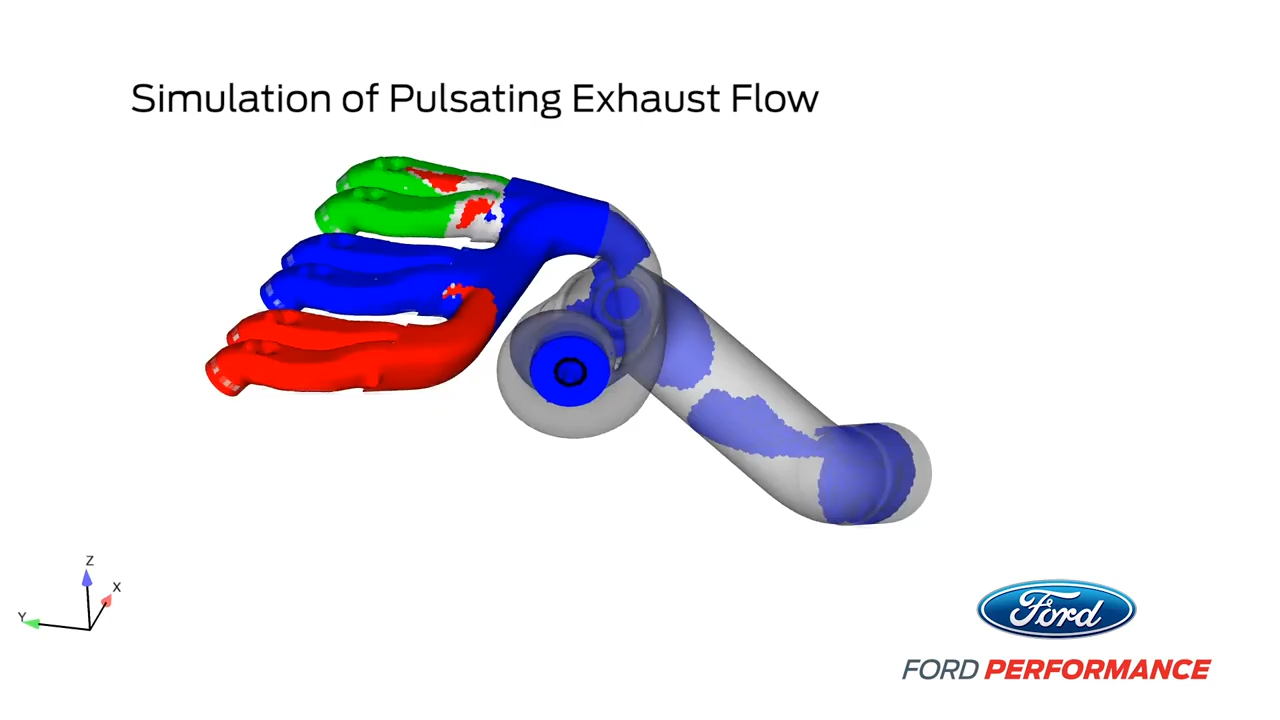 Simulation of Pulsating Exhaust Flow
Z
X
Y
Ford
FORD PERFORMANCE